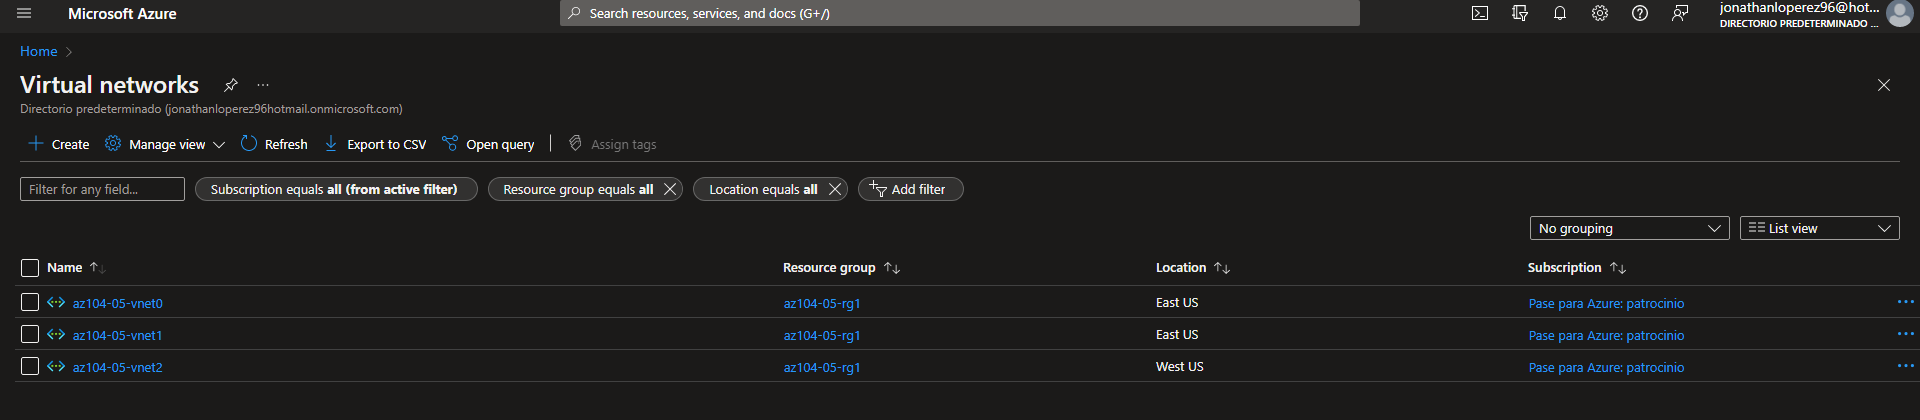 Microsoft Azure
Search resources, services, and docs (G+/)
jonathanloperez96@hot...
DIRECTORIO PREDETERMINADO ...
Home
Virtual networks
Directorio predeterminado (jonathanloperez96hotmail.onmicrosoft.com)
Create Manage view Refresh Export to CSV Open query Assign tags
Filter for any field... Subscription equals all (from active filter) Resource group equals all Location equals all Add filter
No grouping List view
Name Resource group Location Subscription
az104-05-vnet0 az104-05-rg1 East US Pase para Azure: patrocinio
az104-05-vnet1 az104-05-rg1 East US Pase para Azure: patrocinio
az104-05-vnet2 az104-05-rg1 West US Pase para Azure: patrocinio